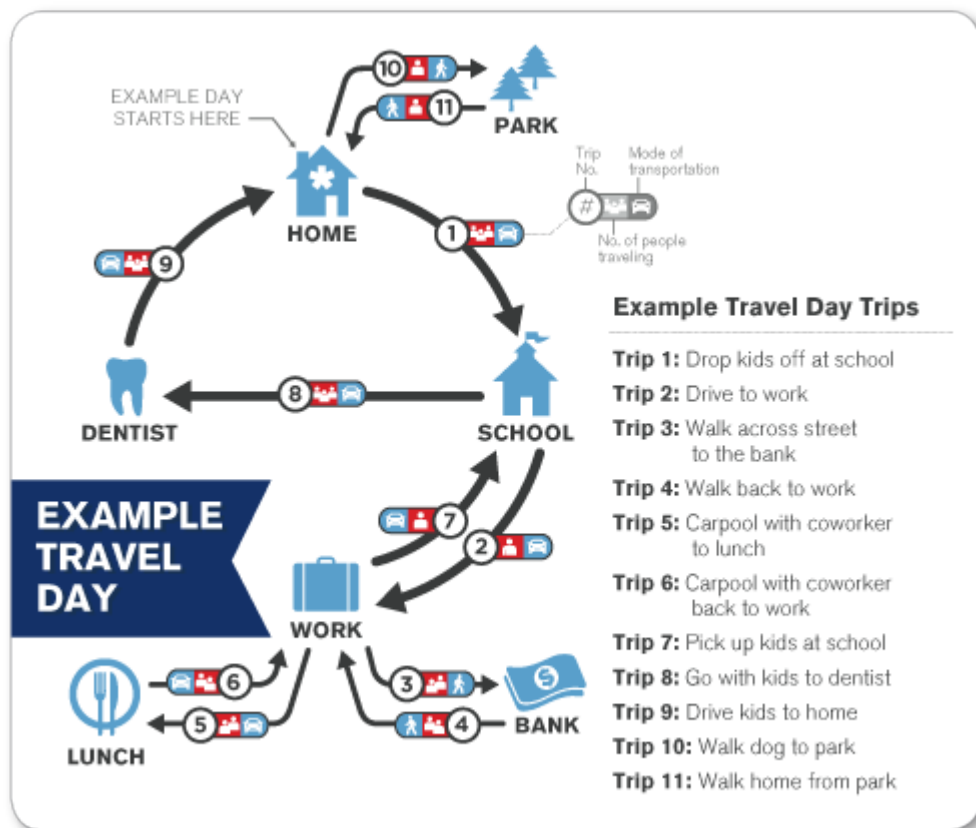 10
11
PARK
EXAMPLE DAY
STARTS HERE
HOME
Trip
No.
Mode of
transportation
#
No. of people
traveling
1
9
Example Travel Day Trips
Trip 1: Drop kids off at school
Trip 2: Drive to work
Trip 3: Walk across street
to the bank
Trip 4: Walk back to work
Trip 5: Carpool with coworker
to lunch
Trip 6: Carpool with coworker
back to work
Trip 7: Pick up kids at school
Trip 8: Go with kids to dentist
Trip 9: Drive kids to home
Trip 10: Walk dog to park
Trip 11: Walk home from park
8
DENTIST
SCHOOL
EXAMPLE
TRAVEL
DAY
7
2
WORK
6
5
LUNCH
3
4
$
BANK